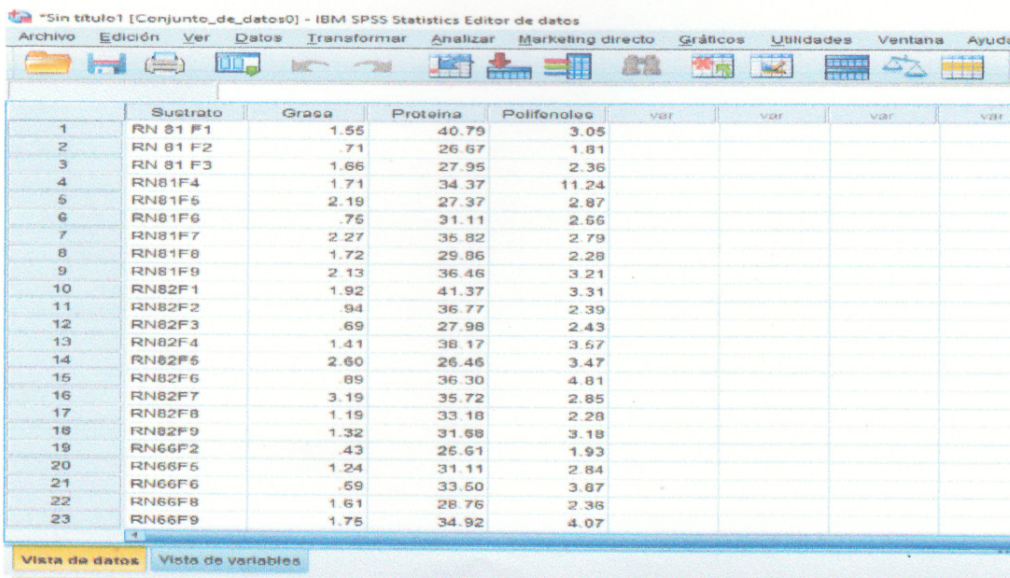 *Sin título1 [Conjunto_de_datos0] - IBM SPSS Statistics Editor de datos
Archivo Edición Ver Datos Transformar Analizar Marketing directo Gráficos Utilidades Ventana Ayuda
Sustrato Grasa Proteina Polifenoles var var var var
1 RN 81 F1 1.55 40.79 3.05
2 RN 81 F2 .71 26.67 1.81
3 RN 81 F3 1.66 27.95 2.36
4 RN81F4 1.71 34.37 11.24
5 RN81F5 2.19 27.37 2.87
6 RN81F6 .75 31.11 2.66
7 RN81F7 2.27 35.82 2.79
8 RN81F8 1.72 29.86 2.28
9 RN81F9 2.13 36.46 3.21
10 RN82F1 1.92 41.37 3.31
11 RN82F2 .94 36.77 2.39
12 RN82F3 .69 27.98 2.43
13 RN82F4 1.41 38.17 3.57
14 RN82F5 2.60 26.46 3.47
15 RN82F6 .89 36.30 4.81
16 RN82F7 3.19 35.72 2.85
17 RN82F8 1.19 33.18 2.28
18 RN82F9 1.32 31.68 3.18
19 RN66F2 .43 25.61 1.93
20 RN66F5 1.24 31.11 2.84
21 RN66F6 .59 33.50 3.67
22 RN66F8 1.61 28.76 2.36
23 RN66F9 1.75 34.92 4.07
Vista de datos Vista de variables